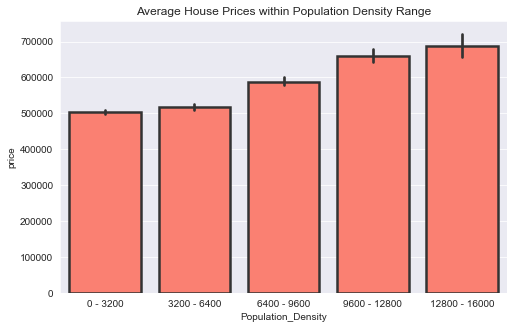 Average House Prices within Population Density Range
700000
600000
500000
400000
300000
200000
100000
0
price
0 - 3200
3200 - 6400
6400 - 9600
9600 - 12800
12800 - 16000
Population_Density